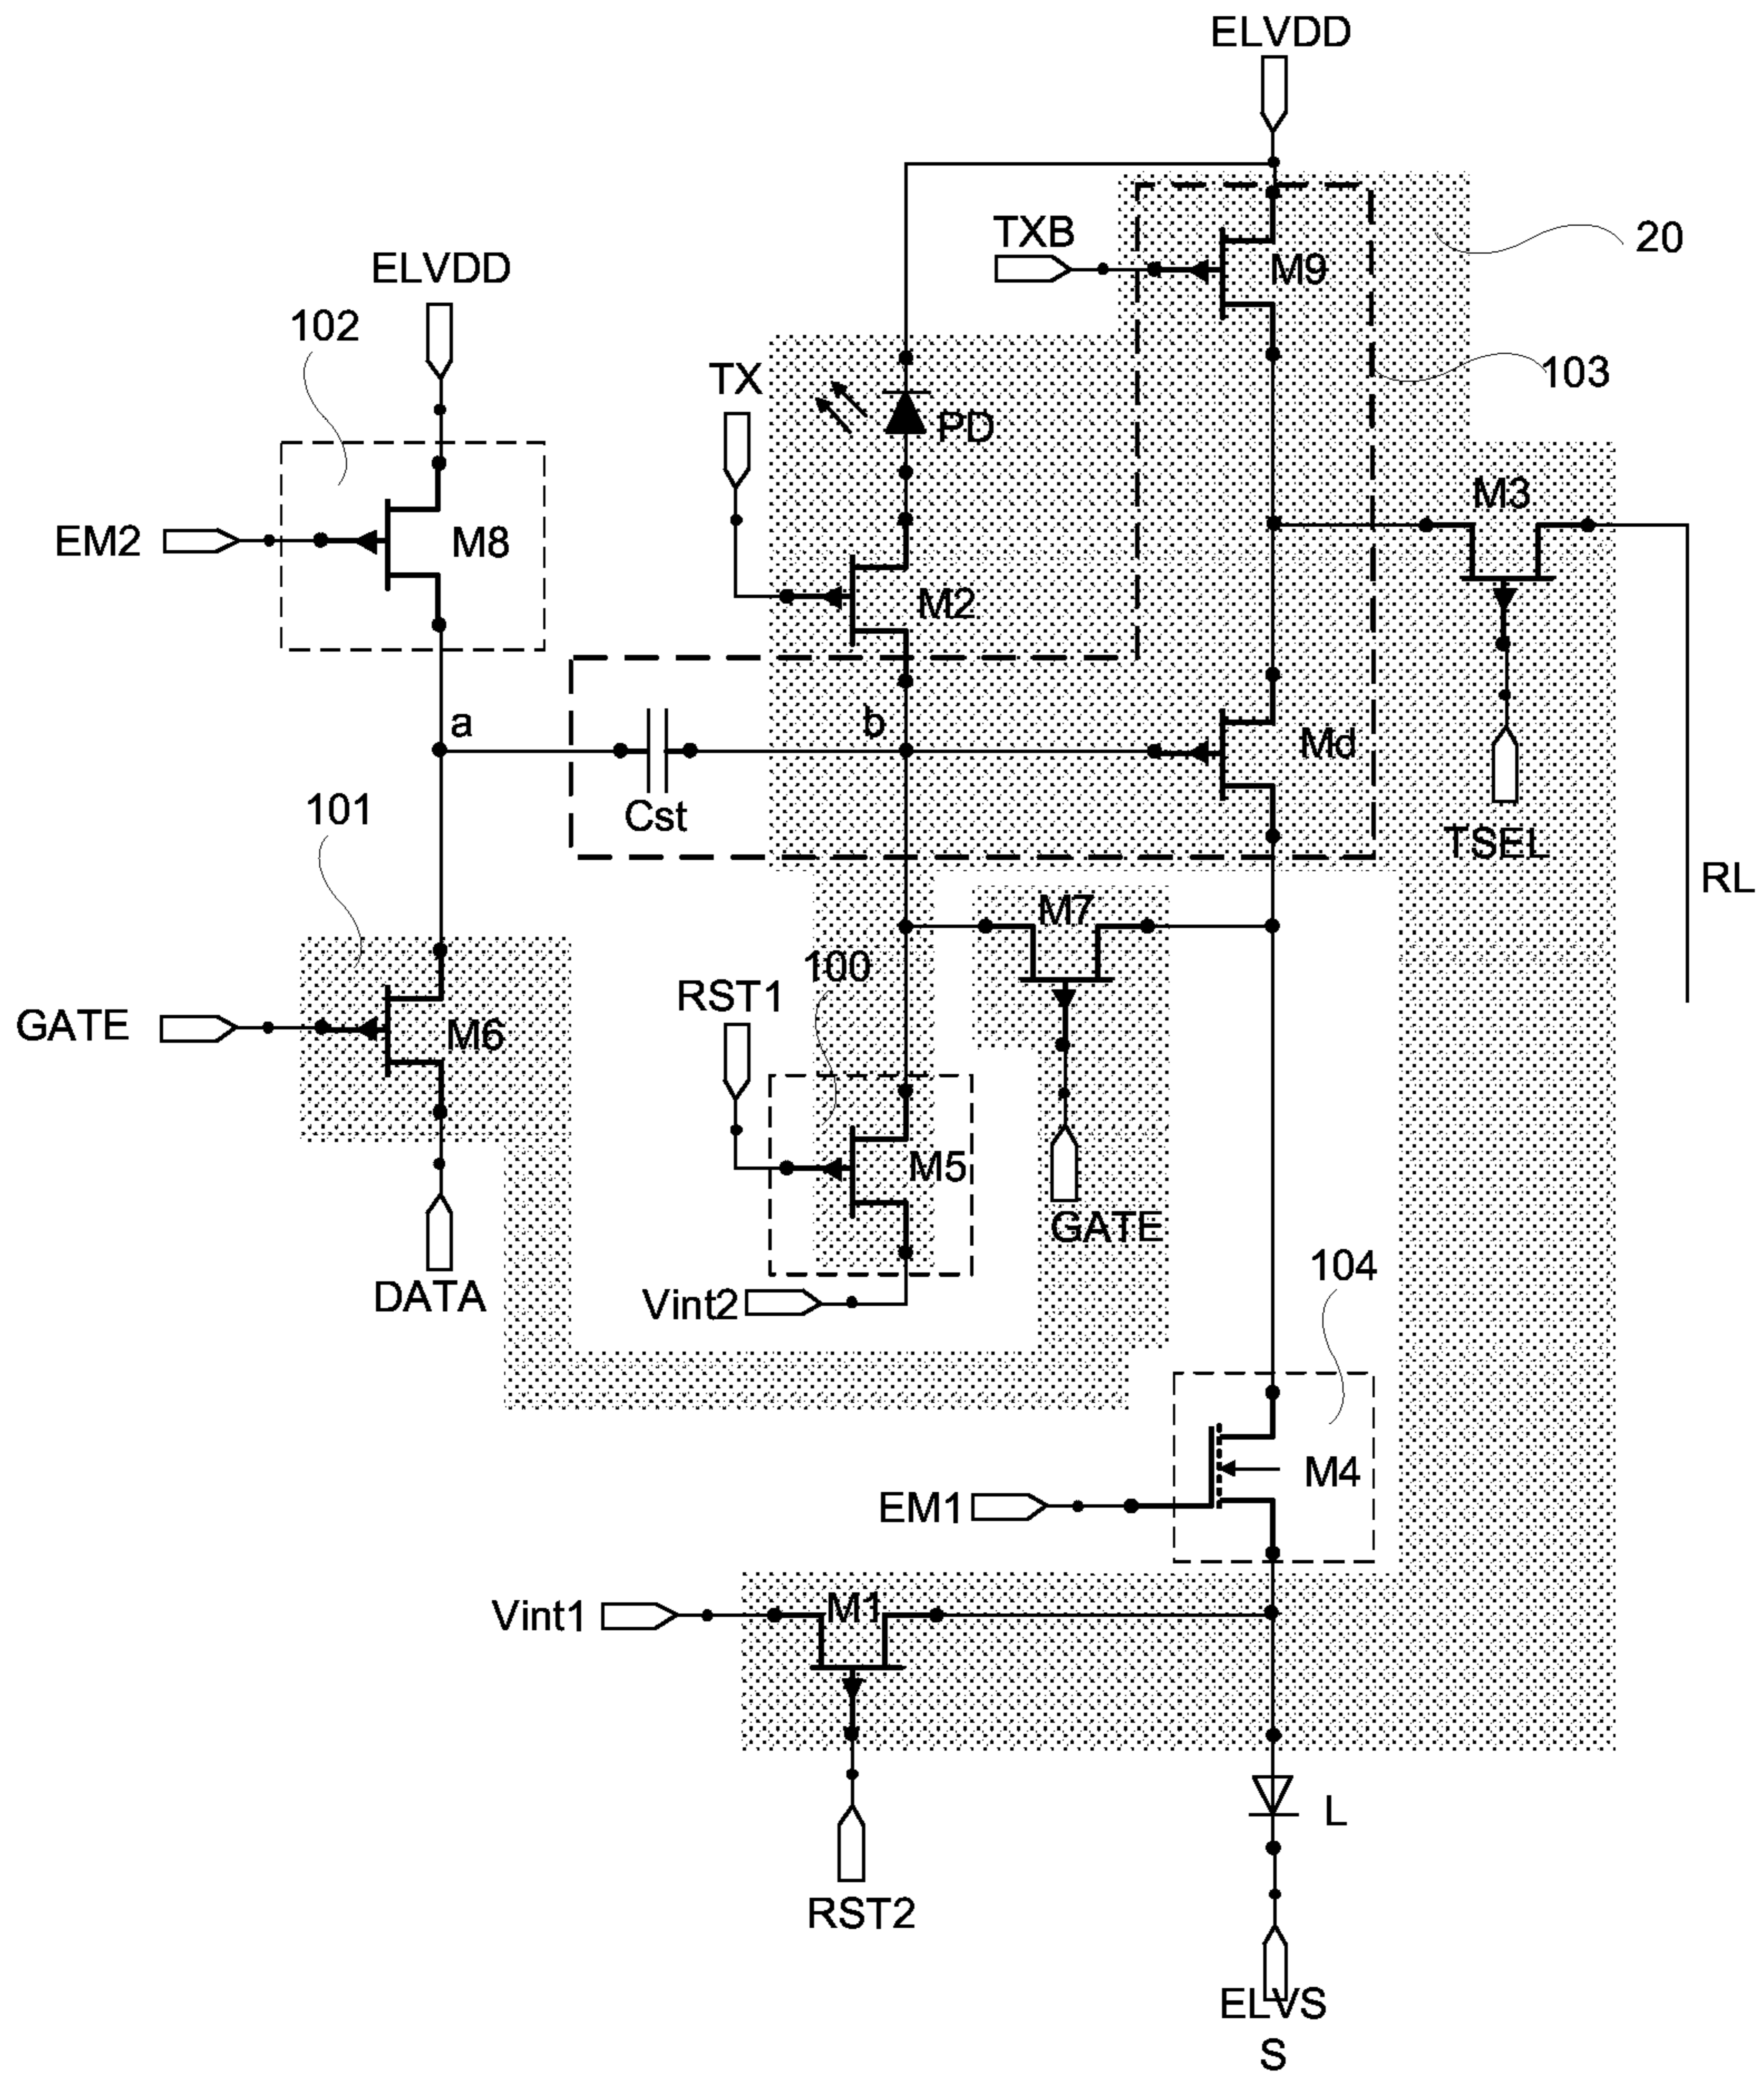 ELVDD
TXB
M9
20
ELVDD
102
103
TX
PD
M3
EM2
M8
M2
a
b
Md
Cst
101
TSEL
RL
M7
100
RST1
GATE
M6
M5
GATE
104
DATA
Vint2
M4
EM1
Vint1
M1
L
RST2
ELVS
S